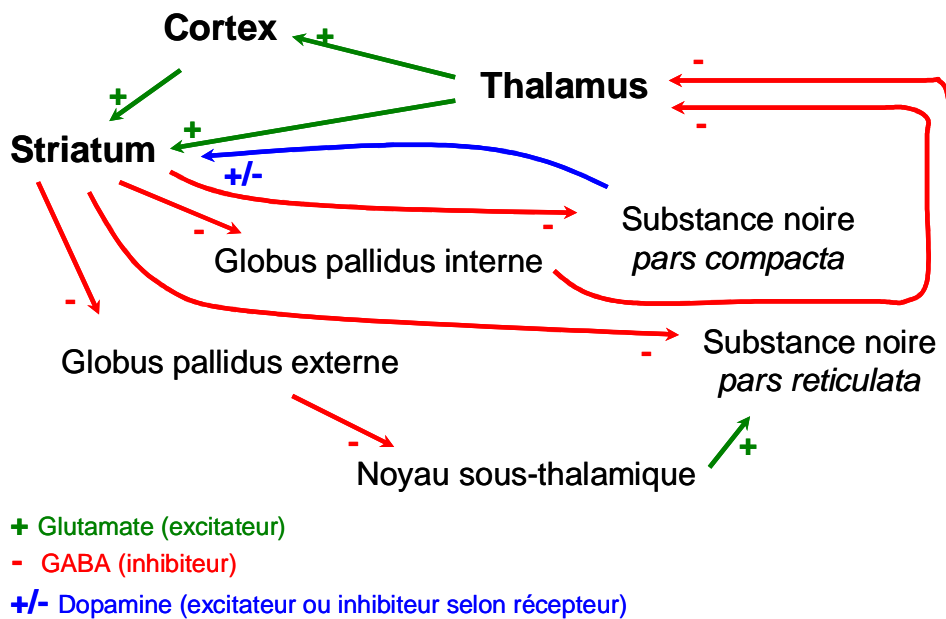 Cortex
+
Thalamus
-
+
+
-
Striatum
+/-
-
-
Substance noire
pars compacta
Globus pallidus interne
-
-
Substance noire
pars reticulata
Globus pallidus externe
-
+
Noyau sous-thalamique
+ Glutamate (excitateur)
- GABA (inhibiteur)
+/- Dopamine (excitateur ou inhibiteur selon récepteur)